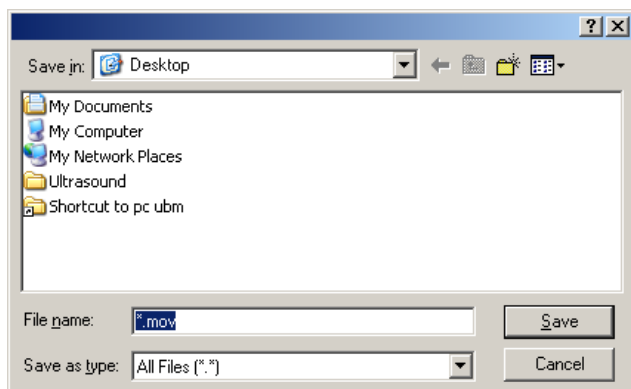 Save in: Desktop
My Documents
My Computer
My Network Places
Ultrasound
Shortcut to pc ubm
File name: *.mov Save
Save as type: All Files (*.*) Cancel